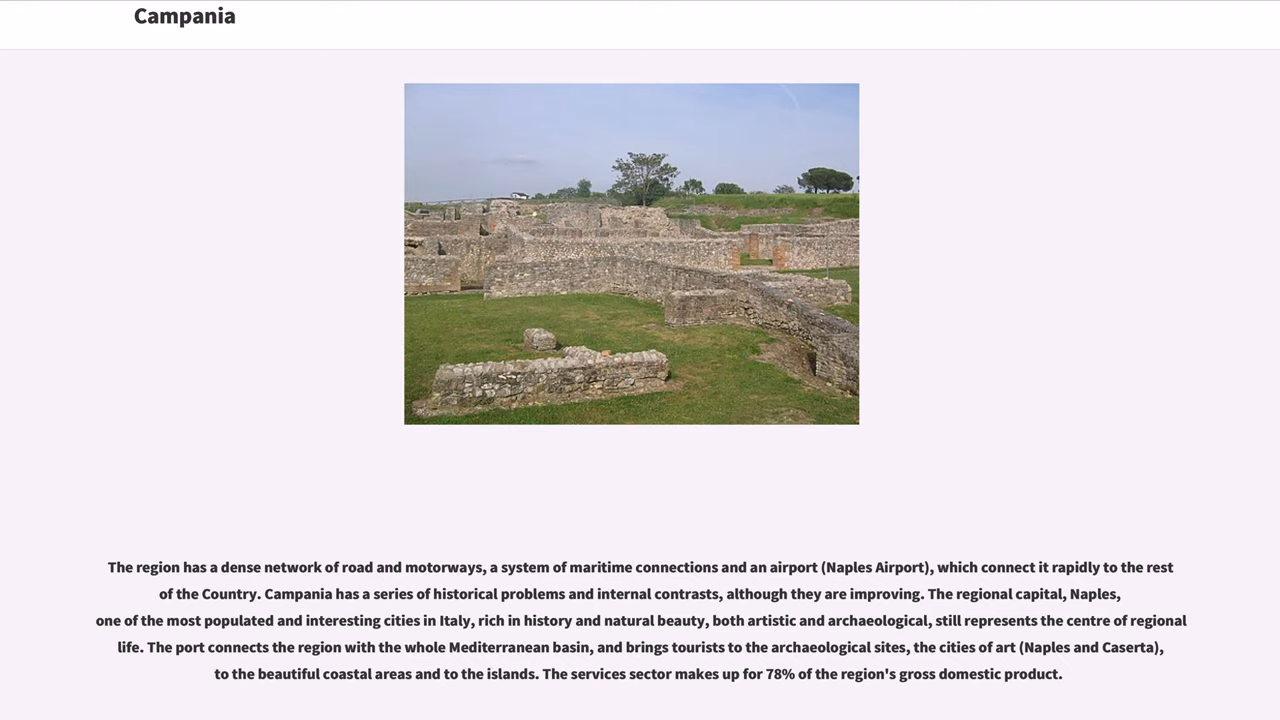 Campania
The region has a dense network of road and motorways, a system of maritime connections and an airport (Naples Airport), which connect it rapidly to the rest
of the Country. Campania has a series of historical problems and internal contrasts, although they are improving. The regional capital, Naples,
one of the most populated and interesting cities in Italy, rich in history and natural beauty, both artistic and archaeological, still represents the centre of regional
life. The port connects the region with the whole Mediterranean basin, and brings tourists to the archaeological sites, the cities of art (Naples and Caserta),
to the beautiful coastal areas and to the islands. The services sector makes up for 78% of the region's gross domestic product.